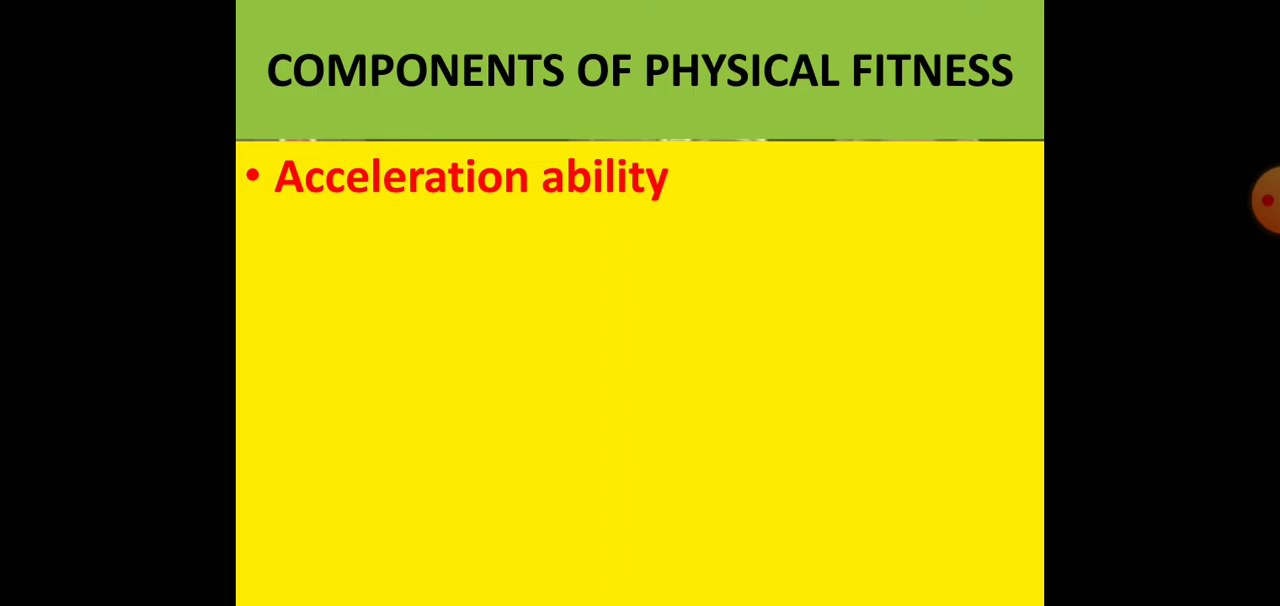 COMPONENTS OF PHYSICAL FITNESS
• Acceleration ability